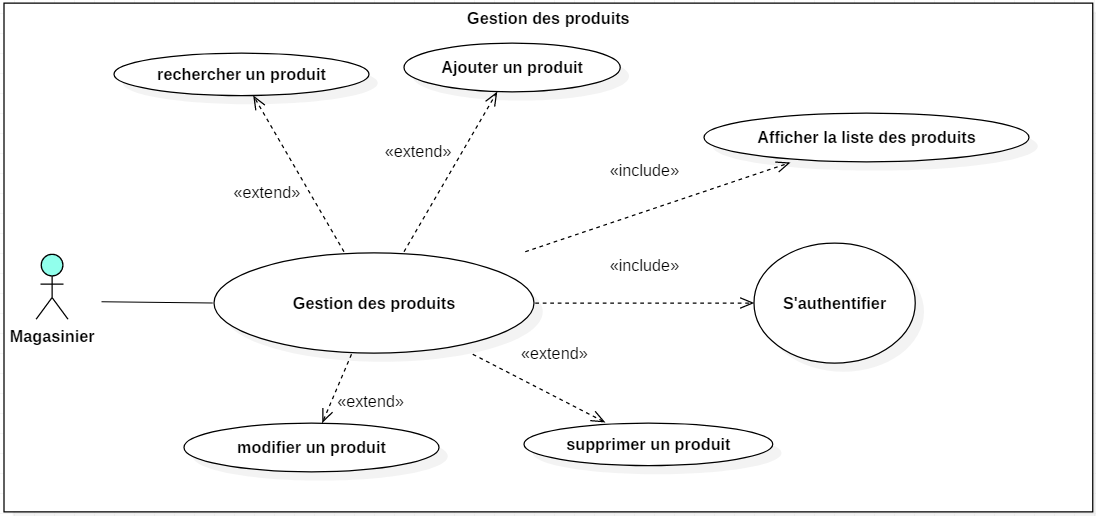 Gestion des produits
rechercher un produit
Ajouter un produit
Afficher la liste des produits
«extend»
«include»
«extend»
«include»
Gestion des produits
S'authentifier
Magasinier
«extend»
«extend»
modifier un produit
supprimer un produit